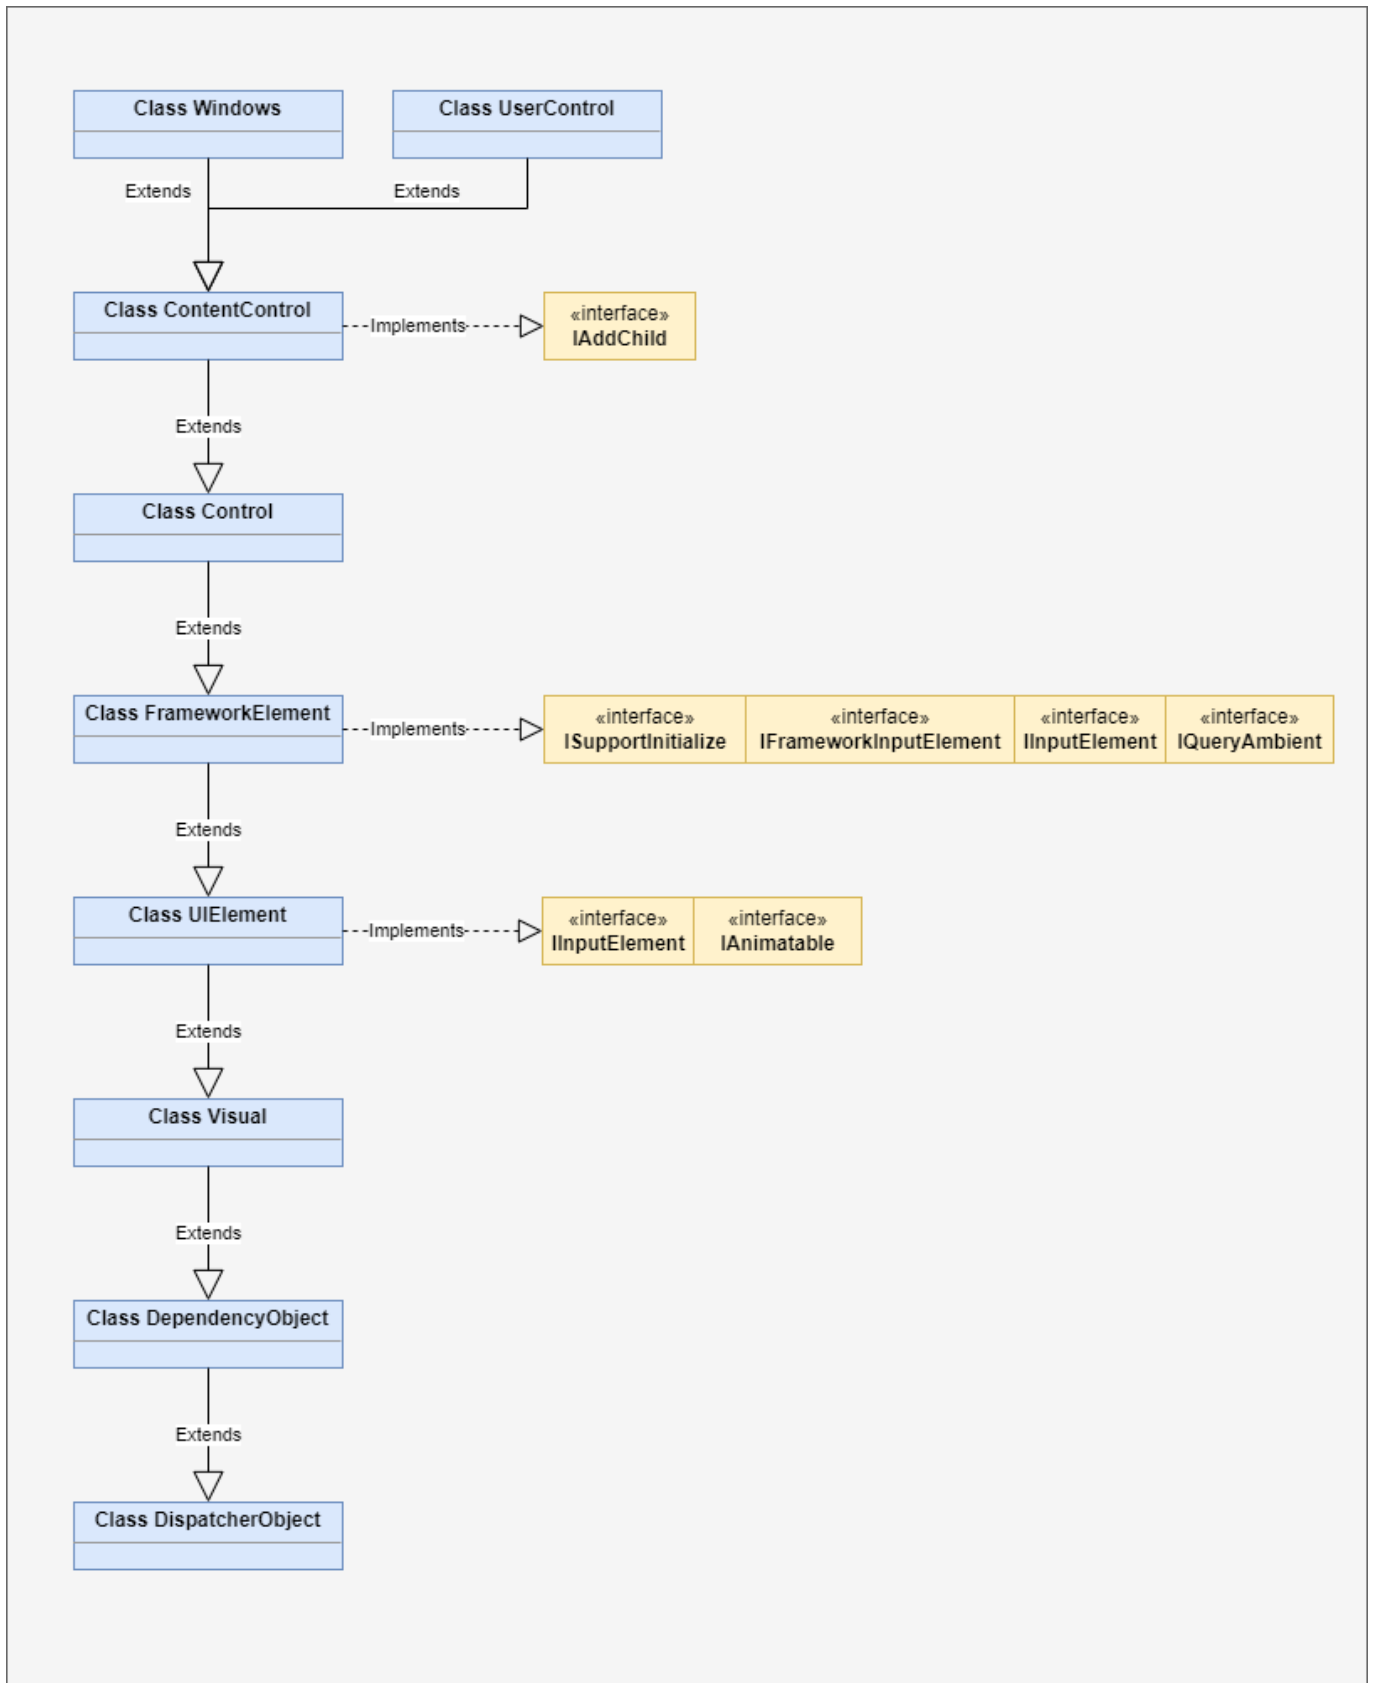 Class Windows
Class UserControl
Extends
Extends
Class ContentControl
Implements
«interface»
IAddChild
Extends
Class Control
Extends
Class FrameworkElement
Implements
«interface»
ISupportInitialize
«interface»
IFrameworkInputElement
«interface»
IInputElement
«interface»
IQueryAmbient
Extends
Class UIElement
Implements
«interface»
IInputElement
«interface»
IAnimatable
Extends
Class Visual
Extends
Class DependencyObject
Extends
Class DispatcherObject